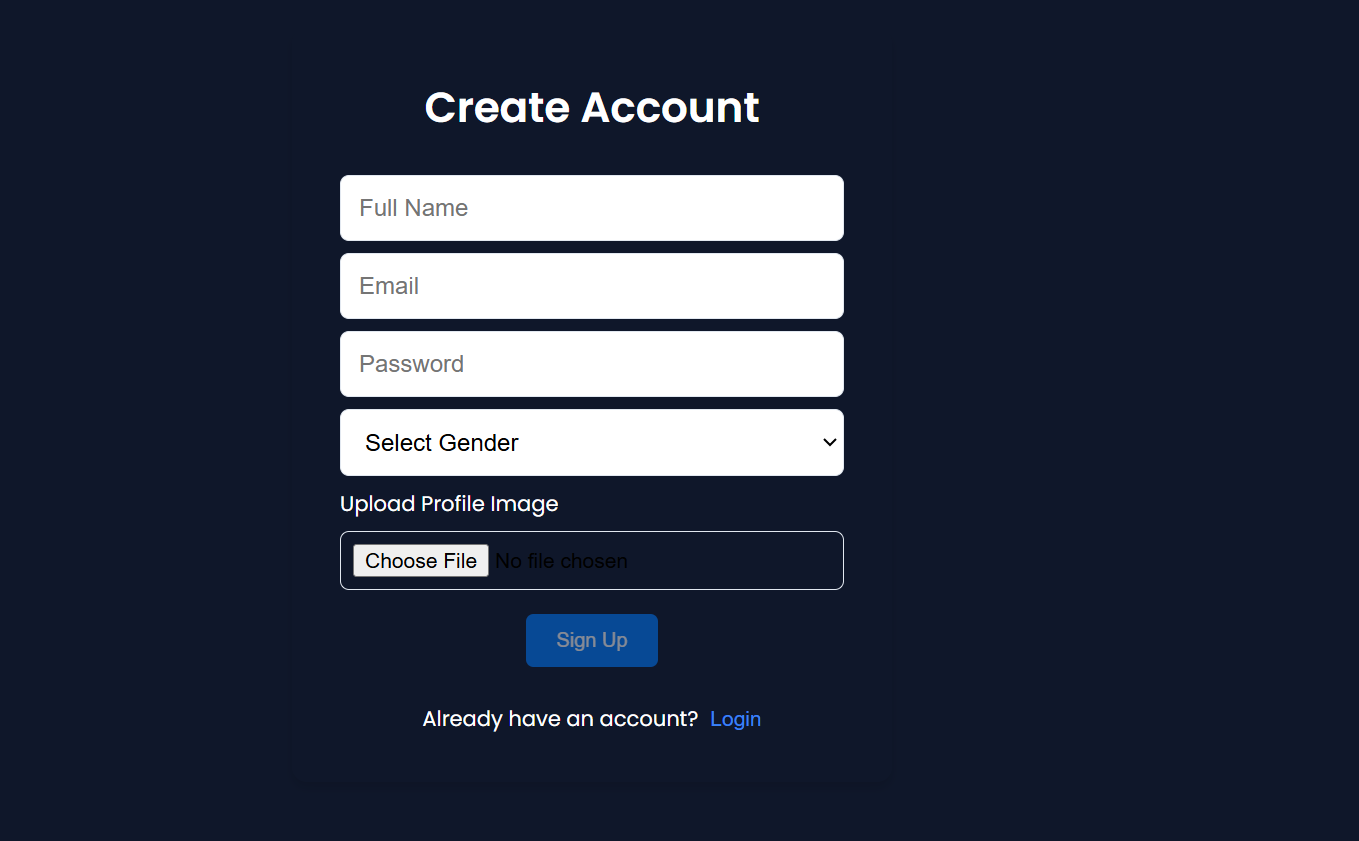 Create Account
Full Name
Email
Password
Select Gender
Upload Profile Image
Choose File No file chosen
Sign Up
Already have an account? Login